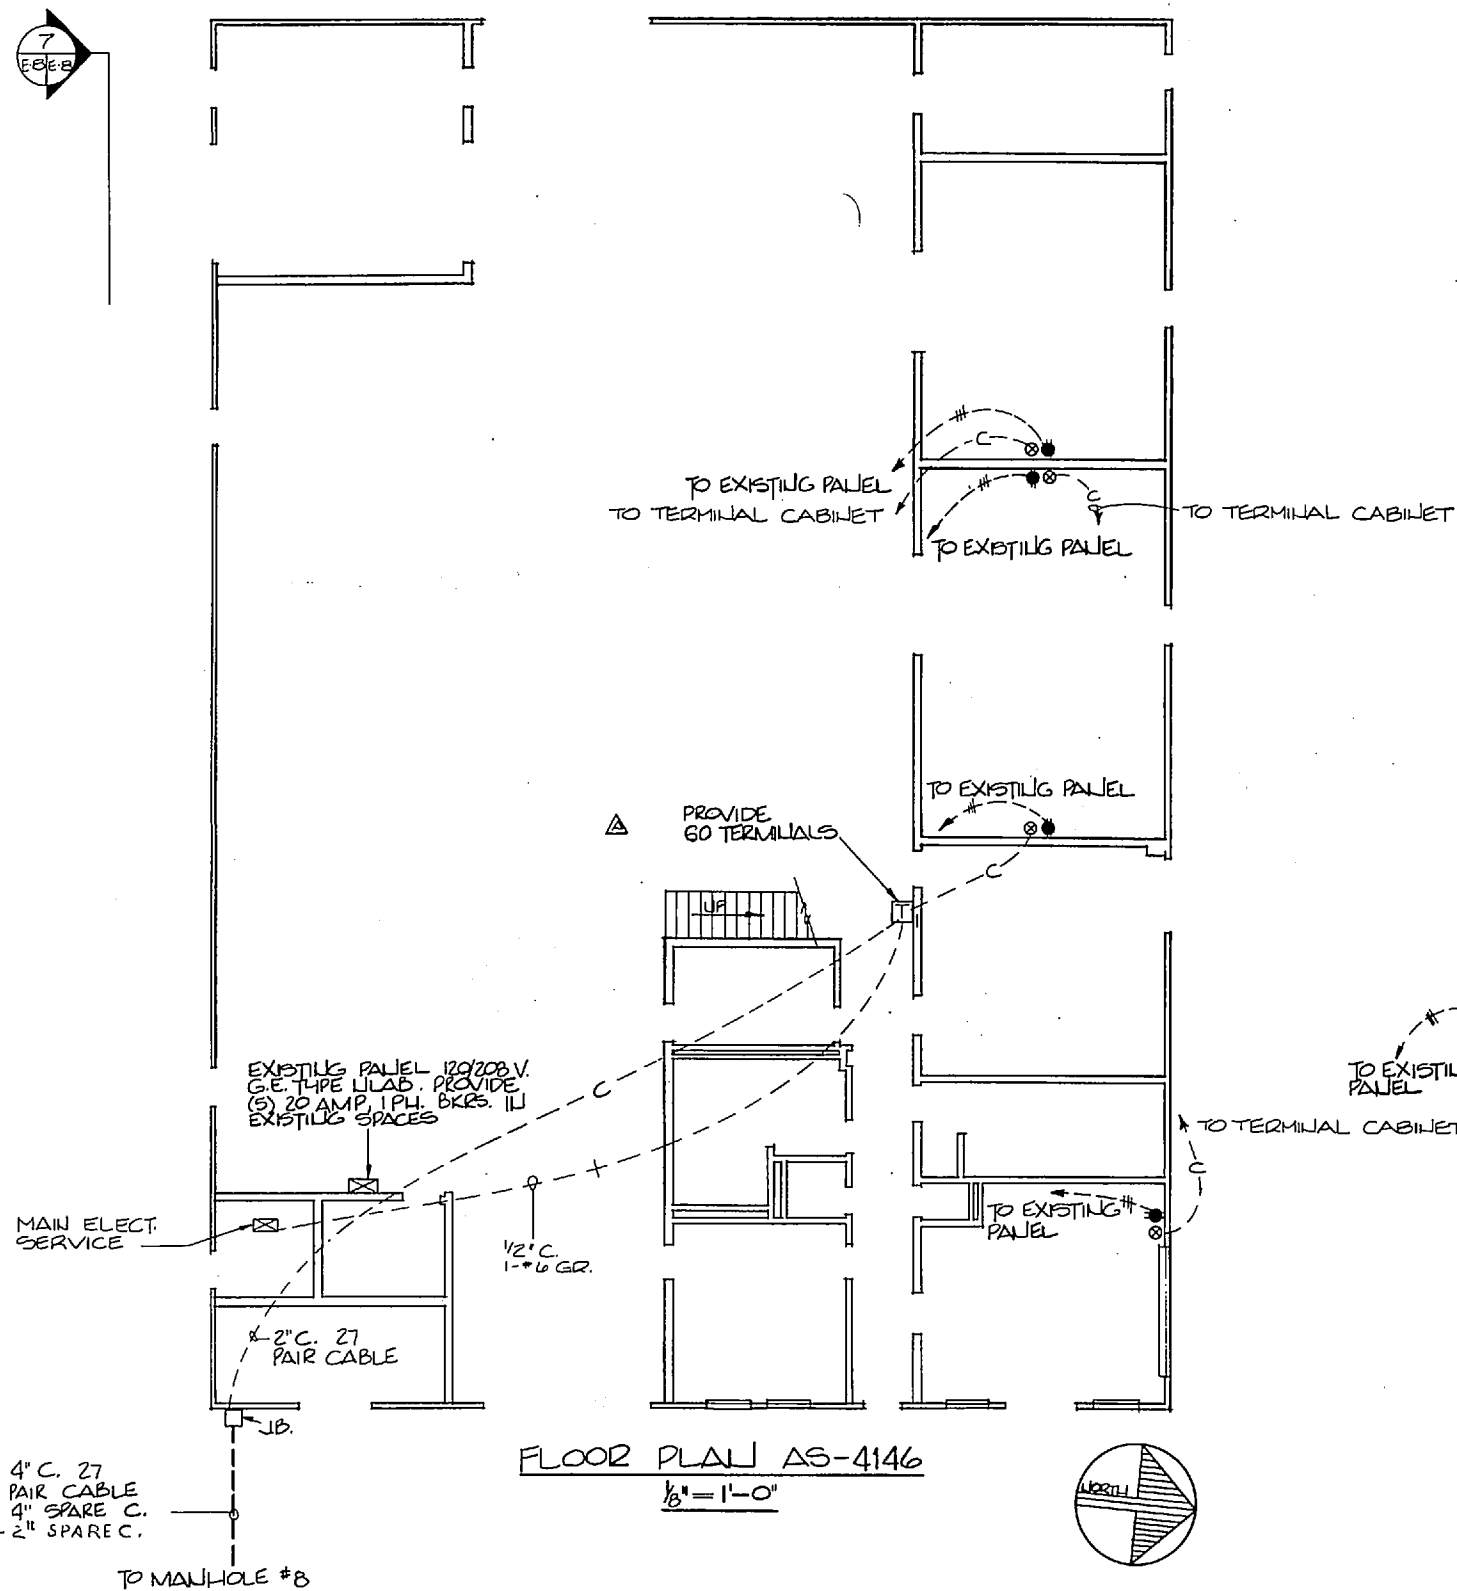 7
E-8 E-8
TO EXISTING PANEL
TO TERMINAL CABINET
C
C
TO TERMINAL CABINET
TO EXISTING PANEL
TO EXISTING PANEL
PROVIDE
60 TERMINALS
A
C
UP
T
EXISTING PANEL 120/208 V.
G.E. TYPE NLAB. PROVIDE
(5) 20 AMP, 1 PH. BKRS. IN
EXISTING SPACES
C
TO EXISTIN
PANEL
TO TERMINAL CABINET
C
MAIN ELECT.
SERVICE
TO EXISTING
PANEL
1/2" C.
1-#6 GR.
2" C. 27
PAIR CABLE
J.B.
FLOOR PLAN AS-4146
1/8" = 1'-0"
NORTH
4" C. 27
PAIR CABLE
4" SPARE C.
- 2" SPARE C.
TO MANHOLE #8